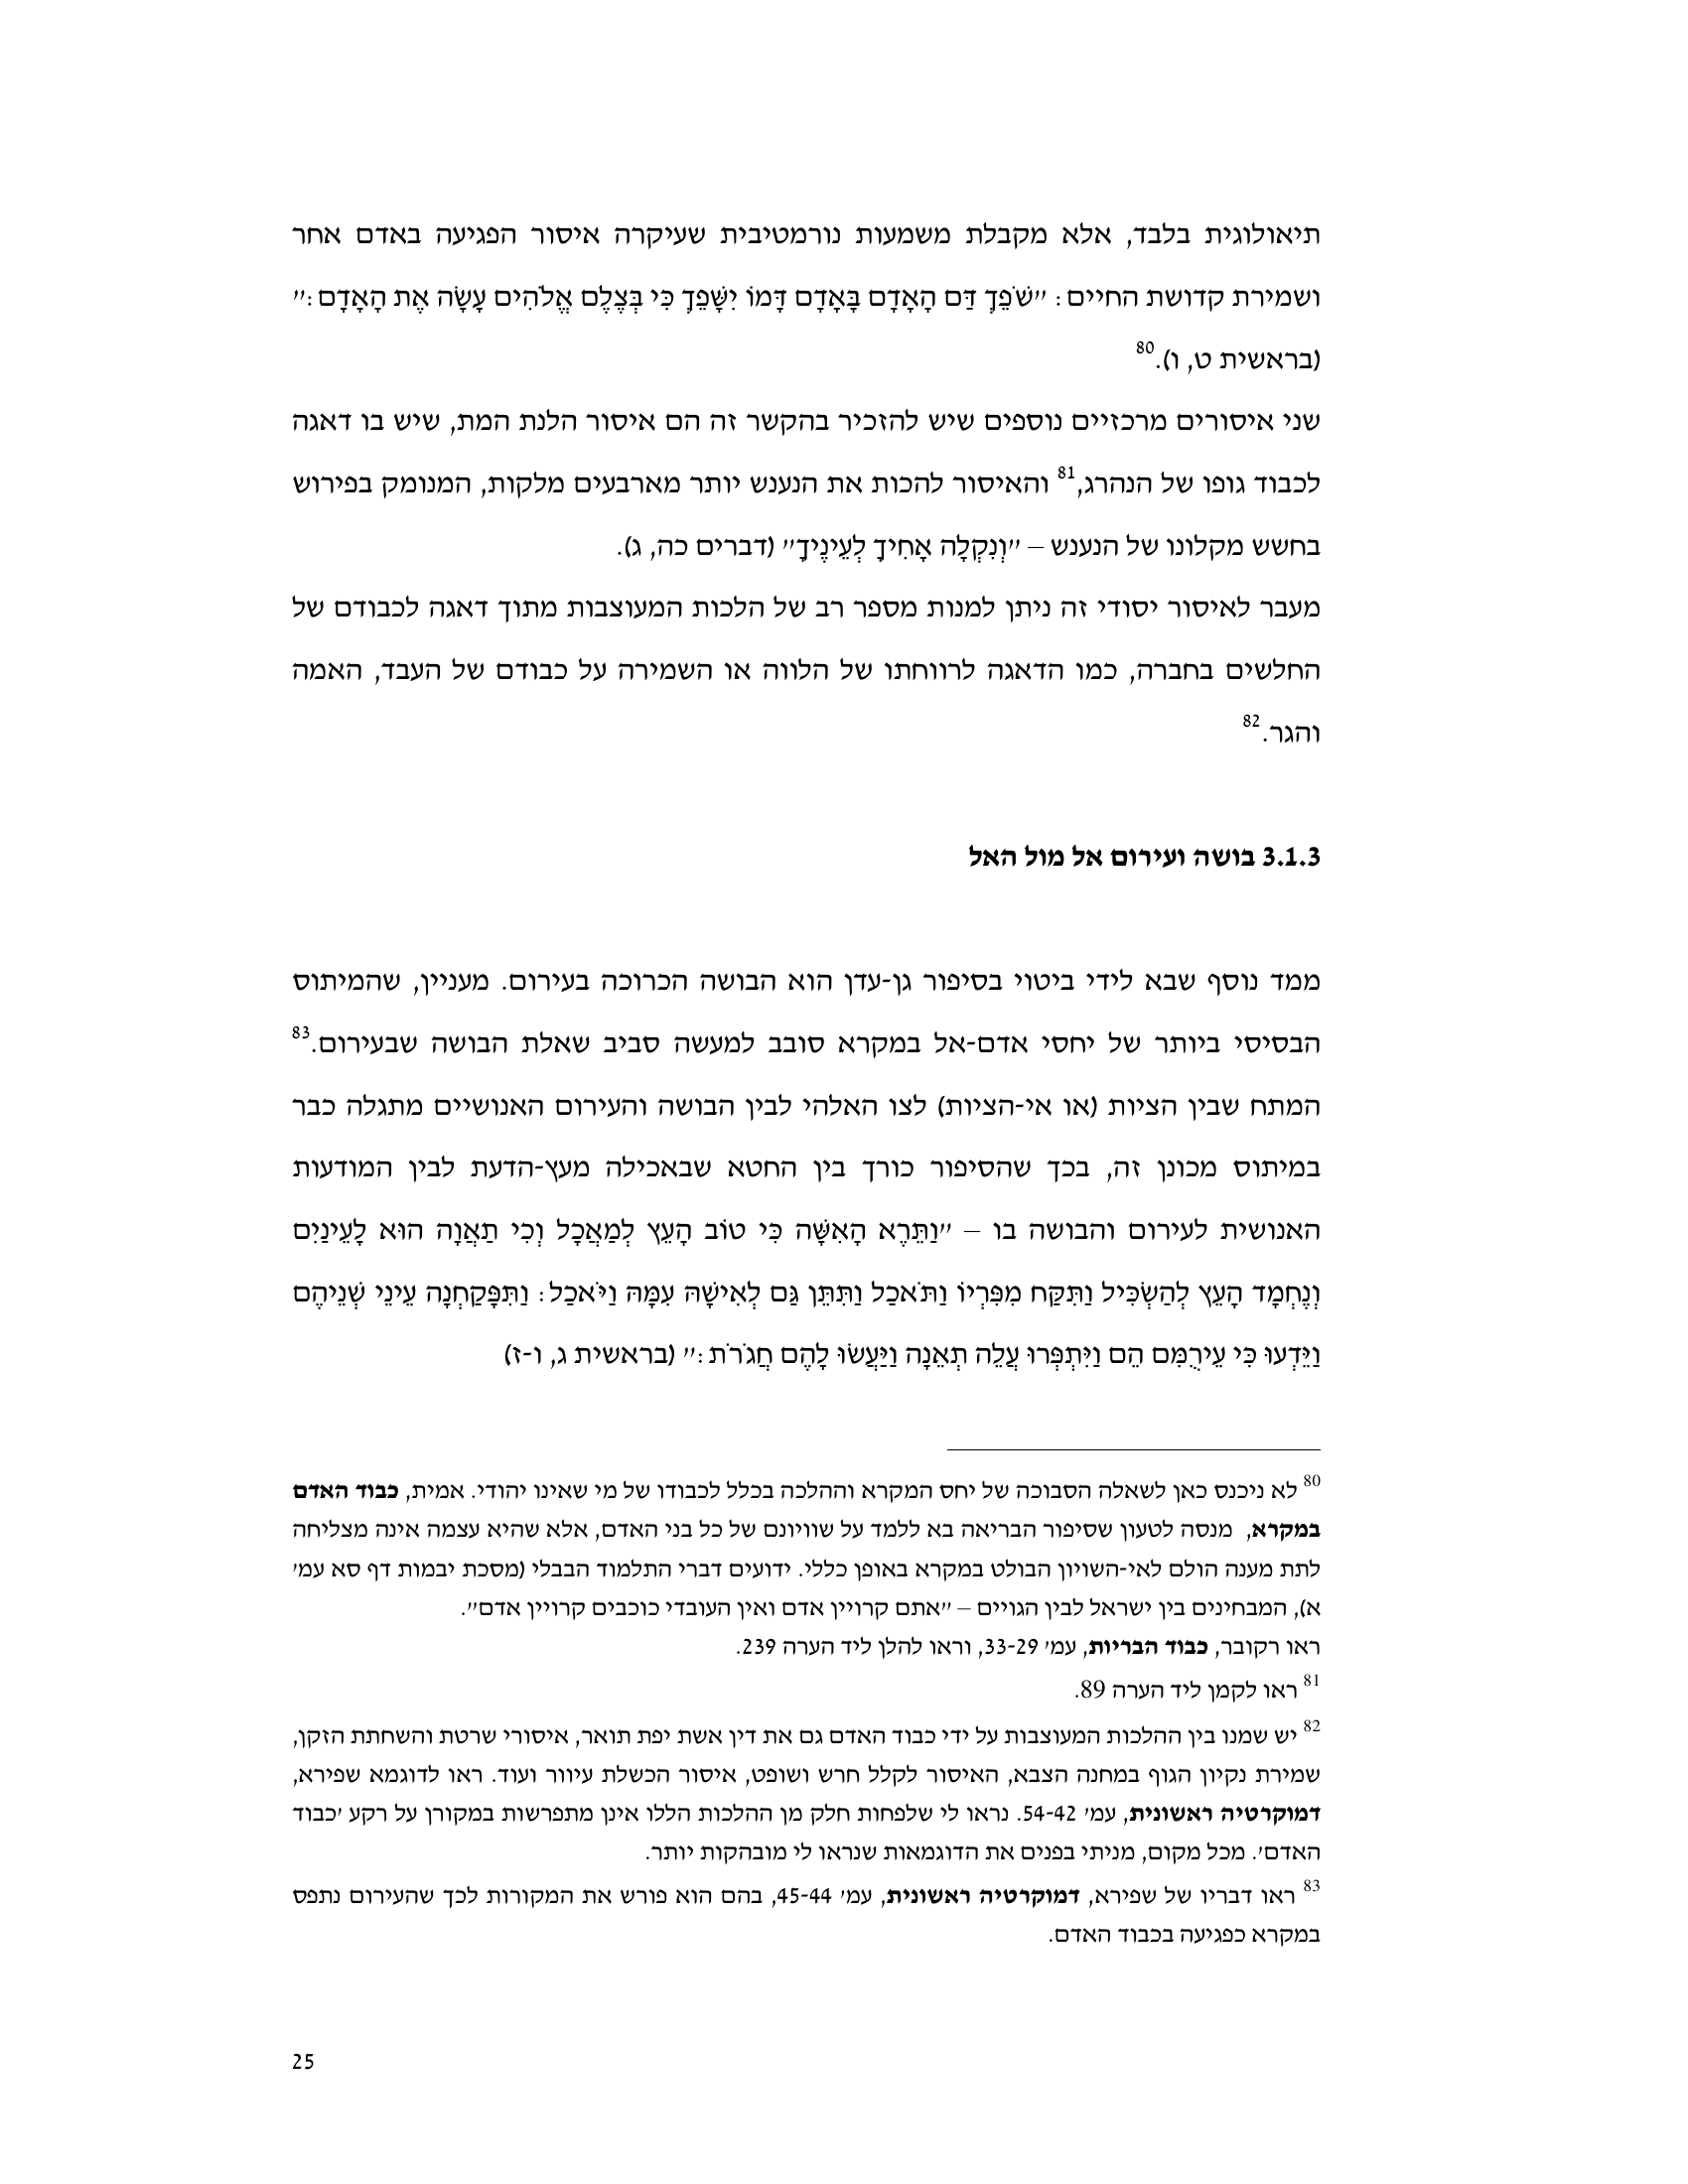 תיאולוגית בלבד, אלא מקבלת משמעות נורמטיבית שעיקרה איסור הפגיעה באדם אחר
ושמירת קדושת החיים: "שֹׁפֵךְ דַּם הָאָדָם בָּאָדָם דָּמוֹ יִשָּׁפֵךְ כִּי בְּצֶלֶם אֱלֹהִים עָשָׂה אֶת הָאָדָם:"
(בראשית ט, ו).80
שני איסורים מרכזיים נוספים שיש להזכיר בהקשר זה הם איסור הלנת המת, שיש בו דאגה
לכבוד גופו של הנהרג,81 והאיסור להכות את הנענש יותר מארבעים מלקות, המנומק בפירוש
בחשש מקלונו של הנענש – "וְנִקְלָה אָחִיךָ לְעֵינֶיךָ" (דברים כה, ג).
מעבר לאיסור יסודי זה ניתן למנות מספר רב של הלכות המעוצבות מתוך דאגה לכבודם של
החלשים בחברה, כמו הדאגה לרווחתו של הלווה או השמירה על כבודם של העבד, האמה
והגר.82
3.1.3 בושה ועירום אל מול האל
ממד נוסף שבא לידי ביטוי בסיפור גן-עדן הוא הבושה הכרוכה בעירום. מעניין, שהמיתוס
הבסיסי ביותר של יחסי אדם-אל במקרא סובב למעשה סביב שאלת הבושה שבעירום.83
המתח שבין הציות (או אי-הציות) לצו האלהי לבין הבושה והעירום האנושיים מתגלה כבר
במיתוס מכונן זה, בכך שהסיפור כורך בין החטא שבאכילה מעץ-הדעת לבין המודעות
האנושית לעירום והבושה בו – "וַתֵּרֶא הָאִשָּׁה כִּי טוֹב הָעֵץ לְמַאֲכָל וְכִי תַאֲוָה הוּא לָעֵינַיִם
וְנֶחְמָד הָעֵץ לְהַשְׂכִּיל וַתִּקַּח מִפִּרְיוֹ וַתֹּאכַל וַתִּתֵּן גַּם לְאִישָׁהּ עִמָּהּ וַיֹּאכַל: וַתִּפָּקַחְנָה עֵינֵי שְׁנֵיהֶם
וַיֵּדְעוּ כִּי עֵירֻמִּם הֵם וַיִּתְפְּרוּ עֲלֵה תְאֵנָה וַיַּעֲשׂוּ לָהֶם חֲגֹרֹת:" (בראשית ג, ו-ז)
80 לא ניכנס כאן לשאלה הסבוכה של יחס המקרא וההלכה בכלל לכבודו של מי שאינו יהודי. אמית, כבוד האדם
במקרא, מנסה לטעון שסיפור הבריאה בא ללמד על שוויונם של כל בני האדם, אלא שהיא עצמה אינה מצליחה
לתת מענה הולם לאי-השויון הבולט במקרא באופן כללי. ידועים דברי התלמוד הבבלי (מסכת יבמות דף סא עמ'
א), המבחינים בין ישראל לבין הגויים – "אתם קרויין אדם ואין העובדי כוכבים קרויין אדם".
ראו רקובר, כבוד הבריות, עמ' 33-29, וראו להלן ליד הערה 239.
81 ראו לקמן ליד הערה 89.
82 יש שמנו בין ההלכות המעוצבות על ידי כבוד האדם גם את דין אשת יפת תואר, איסורי שרטת והשחתת הזקן,
שמירת נקיון הגוף במחנה הצבא, האיסור לקלל חרש ושופט, איסור הכשלת עיוור ועוד. ראו לדוגמא שפירא,
דמוקרטיה ראשונית, עמ' 54-42. נראו לי שלפחות חלק מן ההלכות הללו אינן מתפרשות במקורן על רקע 'כבוד
האדם'. מכל מקום, מניתי בפנים את הדוגמאות שנראו לי מובהקות יותר.
83 ראו דבריו של שפירא, דמוקרטיה ראשונית, עמ' 45-44, בהם הוא פורש את המקורות לכך שהעירום נתפס
במקרא כפגיעה בכבוד האדם.
25